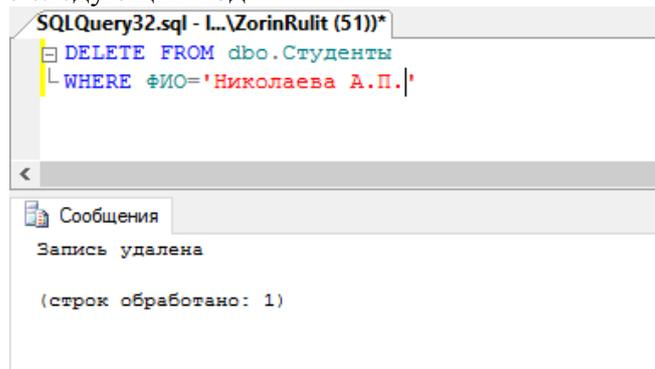 SQLQuery32.sql - l...\ZorinRulit (51))*
DELETE FROM dbo.Студенты
WHERE ФИО='Николаева А.П.'
Сообщения
Запись удалена
(строк обработано: 1)